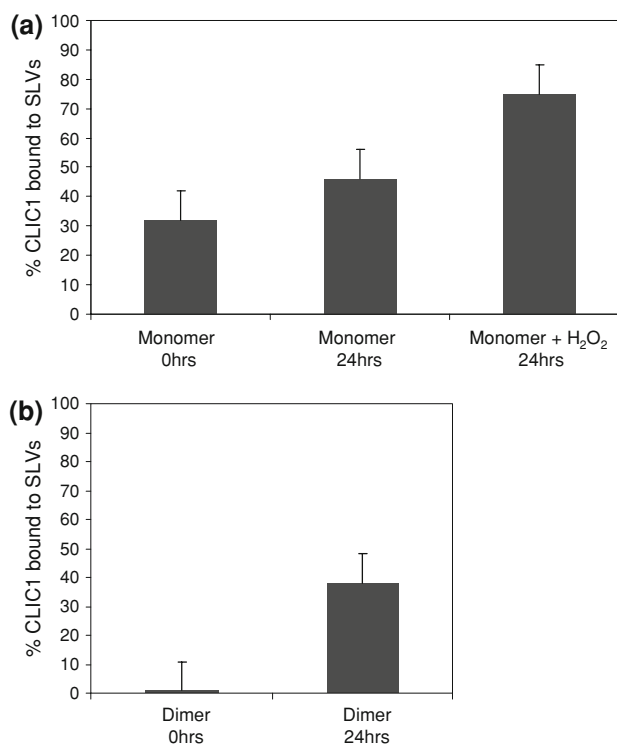 (a)
% CLIC1 bound to SLVs
100
90
80
70
60
50
40
30
20
10
0
Monomer Monomer Monomer + H₂O₂
0hrs 24hrs 24hrs
(b)
% CLIC1 bound to SLVs
100
90
80
70
60
50
40
30
20
10
0
Dimer Dimer
0hrs 24hrs